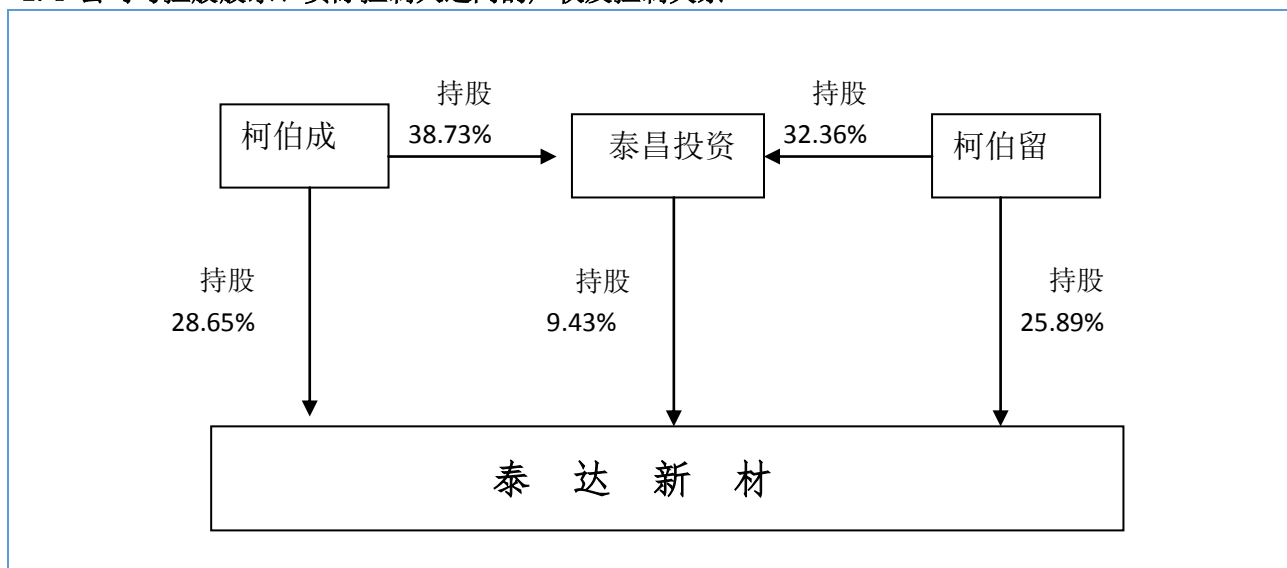 持股
持股
柯伯成
38.73%
泰昌投资
32.36%
柯伯留
持股
持股
持股
28.65%
9.43%
25.89%
泰 达 新 材